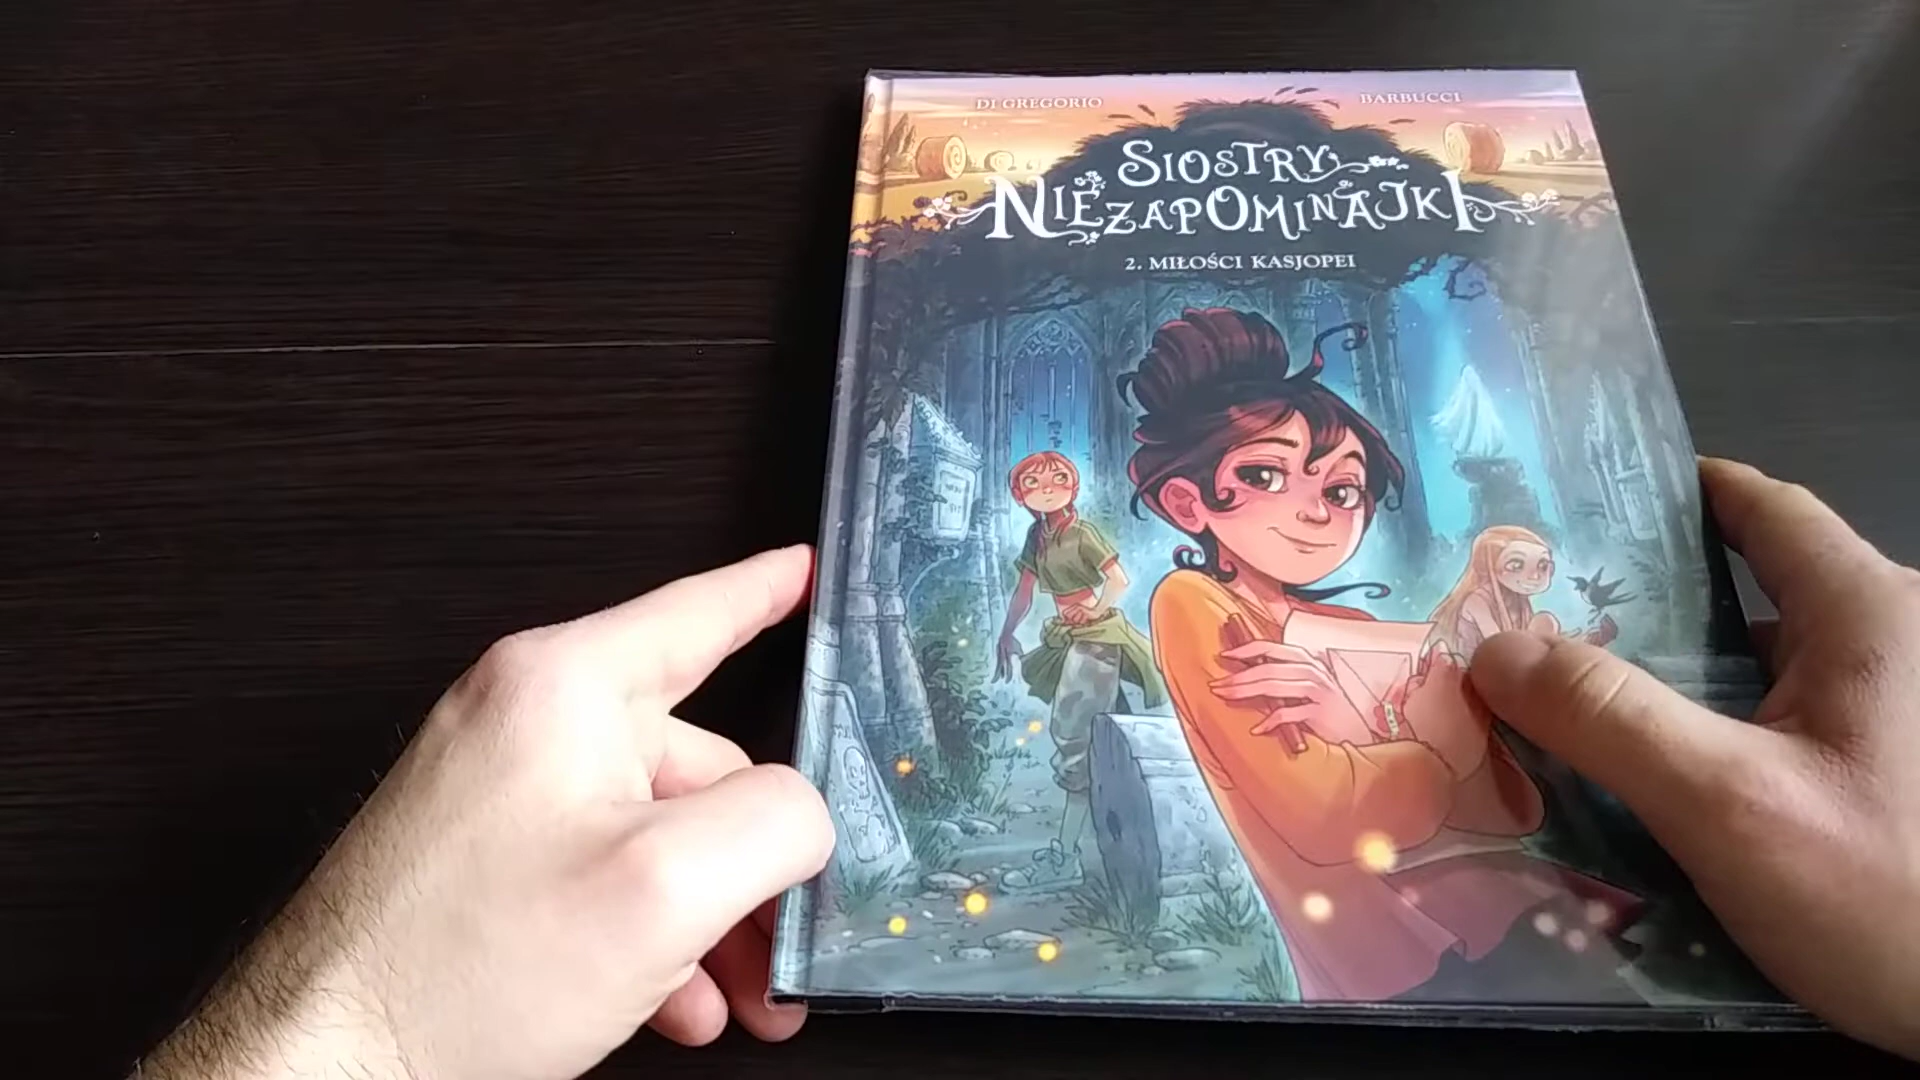 DI GREGORIO
BARBUCCI
SIOSTRY
NIEZAPOMINAJKI
2. MIŁOŚCI KASJOPEI